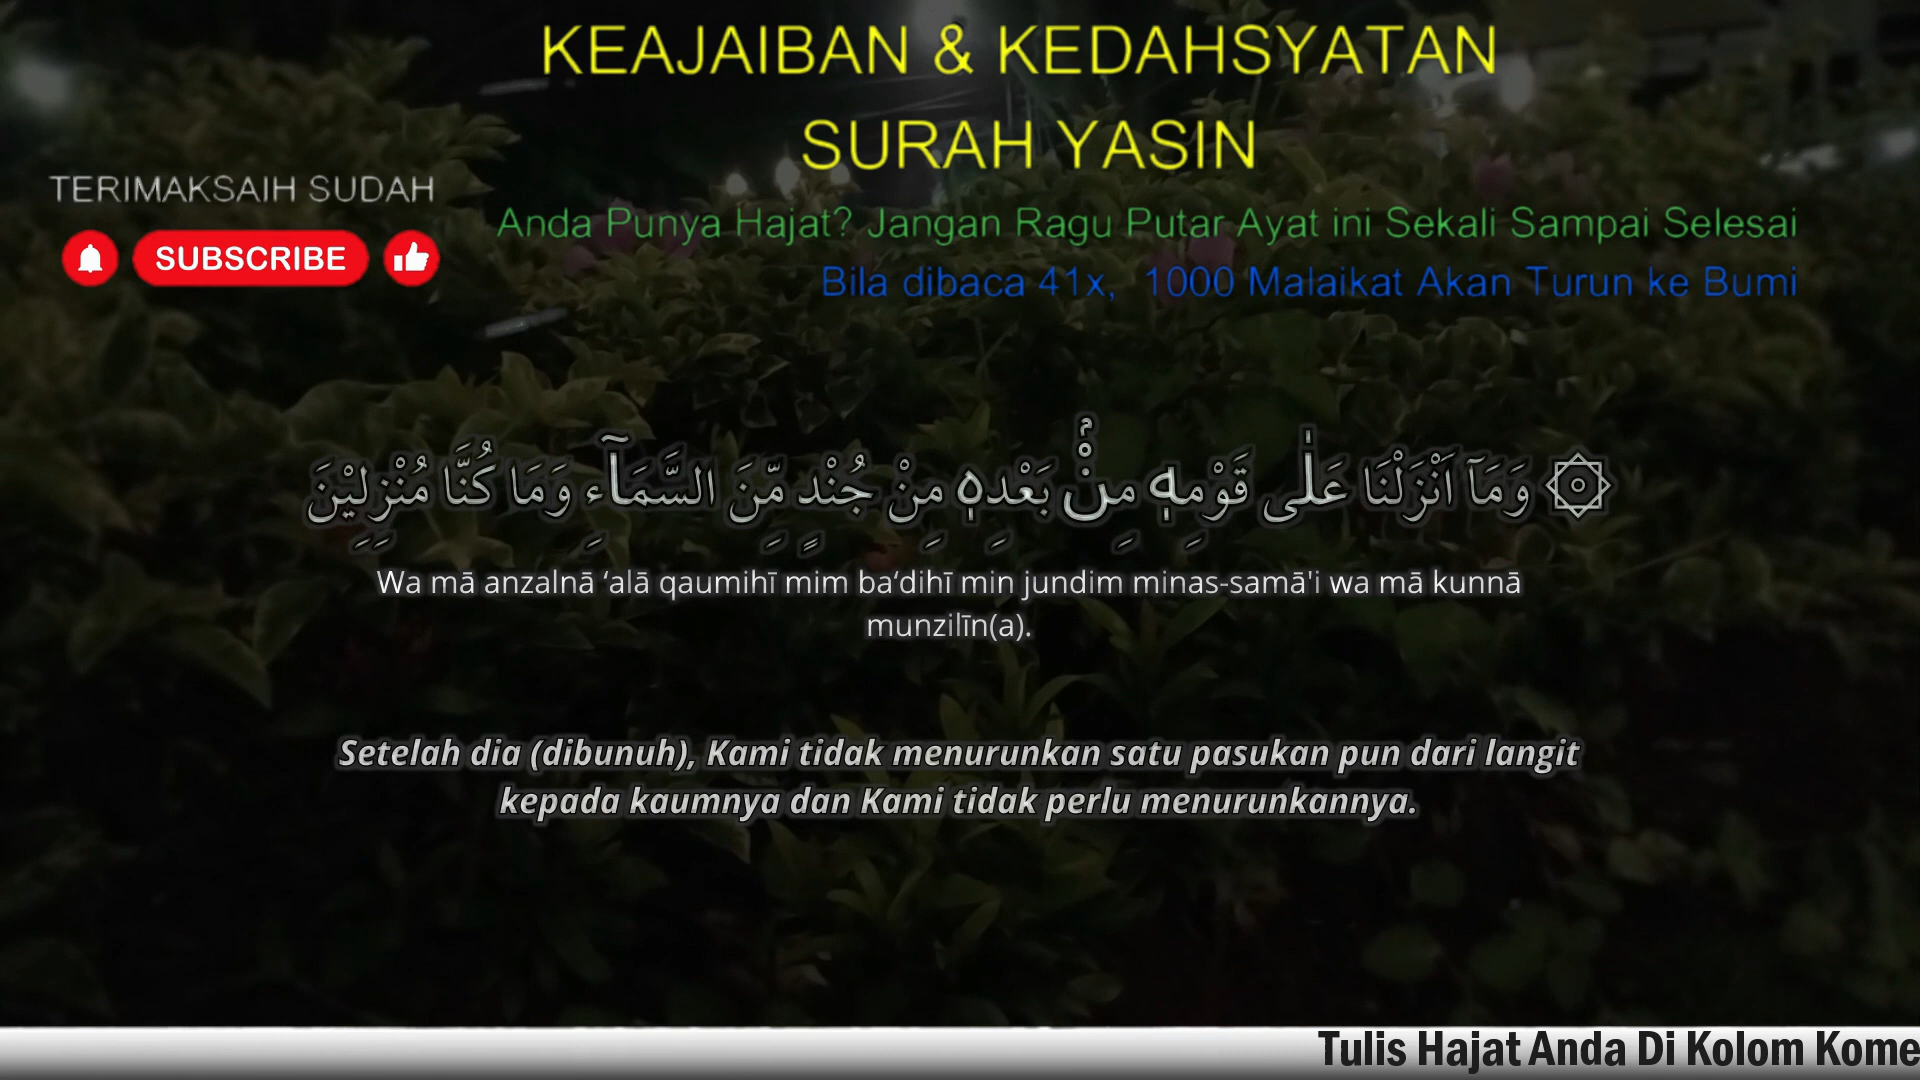 KEAJAIBAN & KEDAHSYATAN
SURAH YASIN
TERIMAKSAIH SUDAH
SUBSCRIBE
Anda Punya Hajat? Jangan Ragu Putar Ayat ini Sekali Sampai Selesai
Bila dibaca 41x, 1000 Malaikat Akan Turun ke Bumi
۞ وَمَآ اَنْزَلْنَا عَلٰى قَوْمِهٖ مِنْۢ بَعْدِهٖ مِنْ جُنْدٍ مِّنَ السَّمَاۤءِ وَمَا كُنَّا مُنْزِلِيْنَ
Wa mā anzalnā ‘alā qaumihī mim ba‘dihī min jundim minas-samā'i wa mā kunnā
munzilīn(a).
Setelah dia (dibunuh), Kami tidak menurunkan satu pasukan pun dari langit
kepada kaumnya dan Kami tidak perlu menurunkannya.
Tulis Hajat Anda Di Kolom Kome